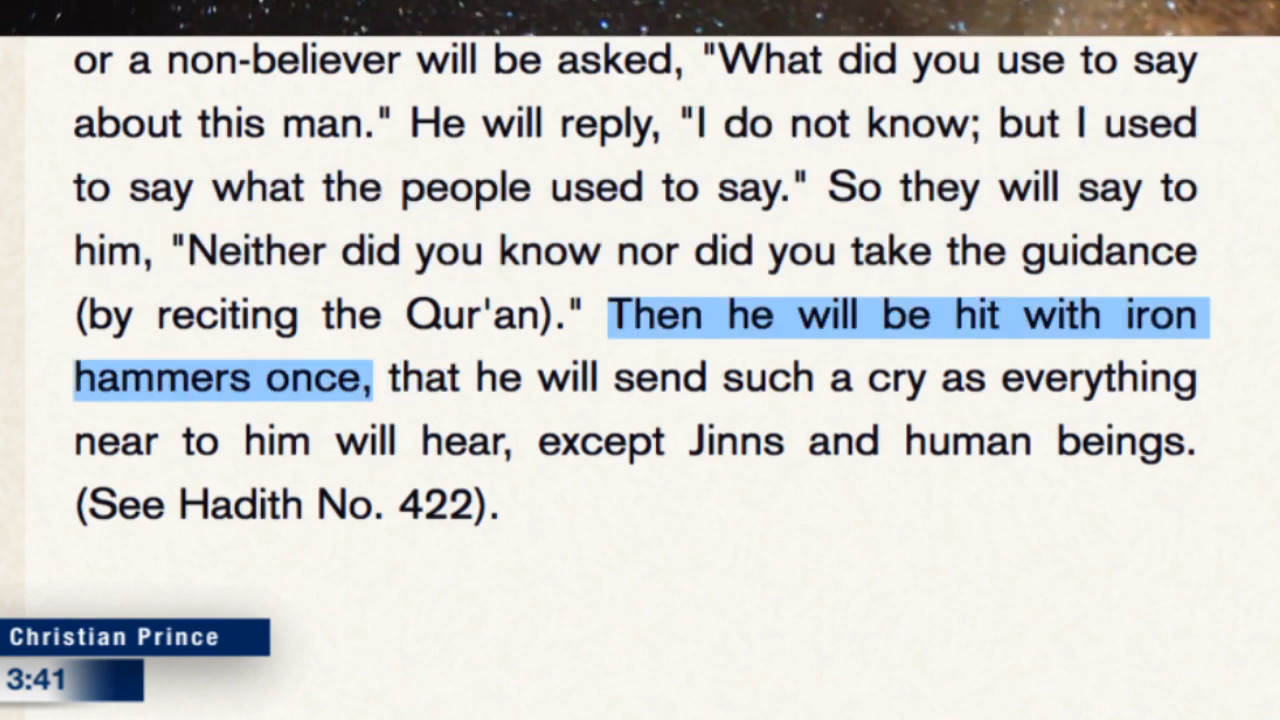 or a non-believer will be asked, "What did you use to say
about this man." He will reply, "I do not know; but I used
to say what the people used to say." So they will say to
him, "Neither did you know nor did you take the guidance
(by reciting the Qur'an)." Then he will be hit with iron
hammers once, that he will send such a cry as everything
near to him will hear, except Jinns and human beings.
(See Hadith No. 422).
Christian Prince
3:41